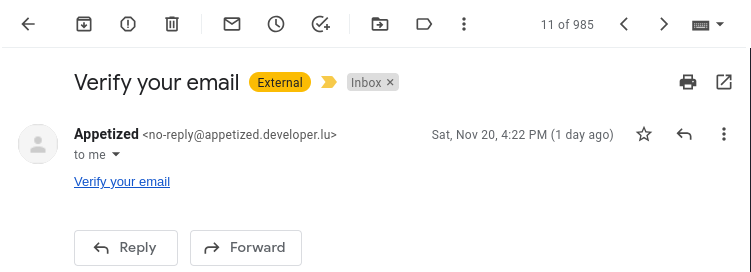 11 of 985
Verify your email External Inbox ×
Appetized <no-reply@appetized.developer.lu> Sat, Nov 20, 4:22 PM (1 day ago)
to me
Verify your email
Reply Forward